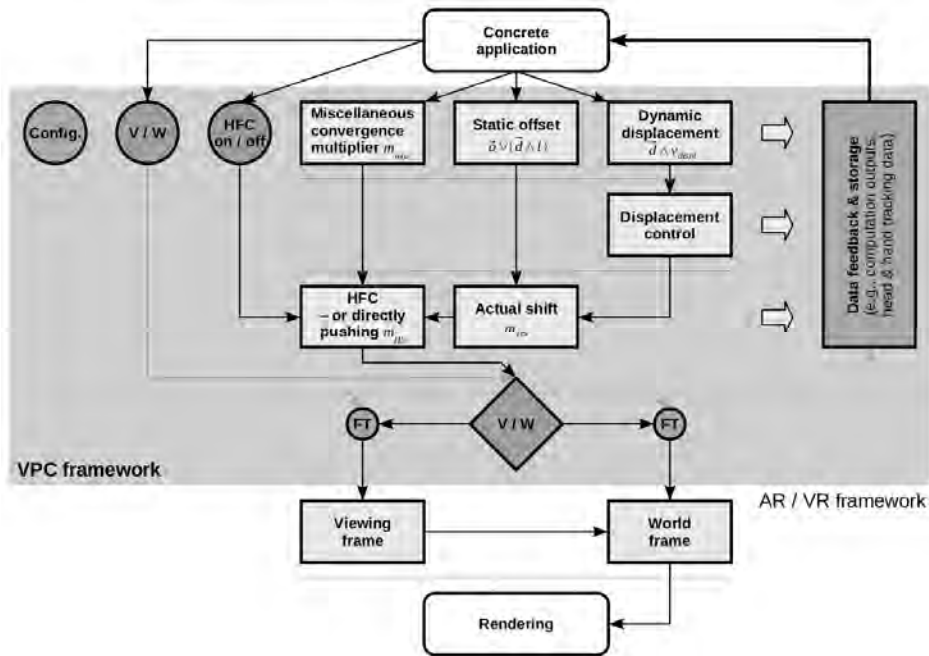 Concrete
application
Config.
V / W
HFC
on / off
Miscellaneous
convergence
multiplier m
Static offset
Dynamic
displacement
Displacement
control
Data feedback & storage
(e.g., computation outputs,
head & hand tracking data)
HFC
– or directly
pushing m
Actual shift
m
FT
V / W
FT
VPC framework
AR / VR framework
Viewing
frame
World
frame
Rendering